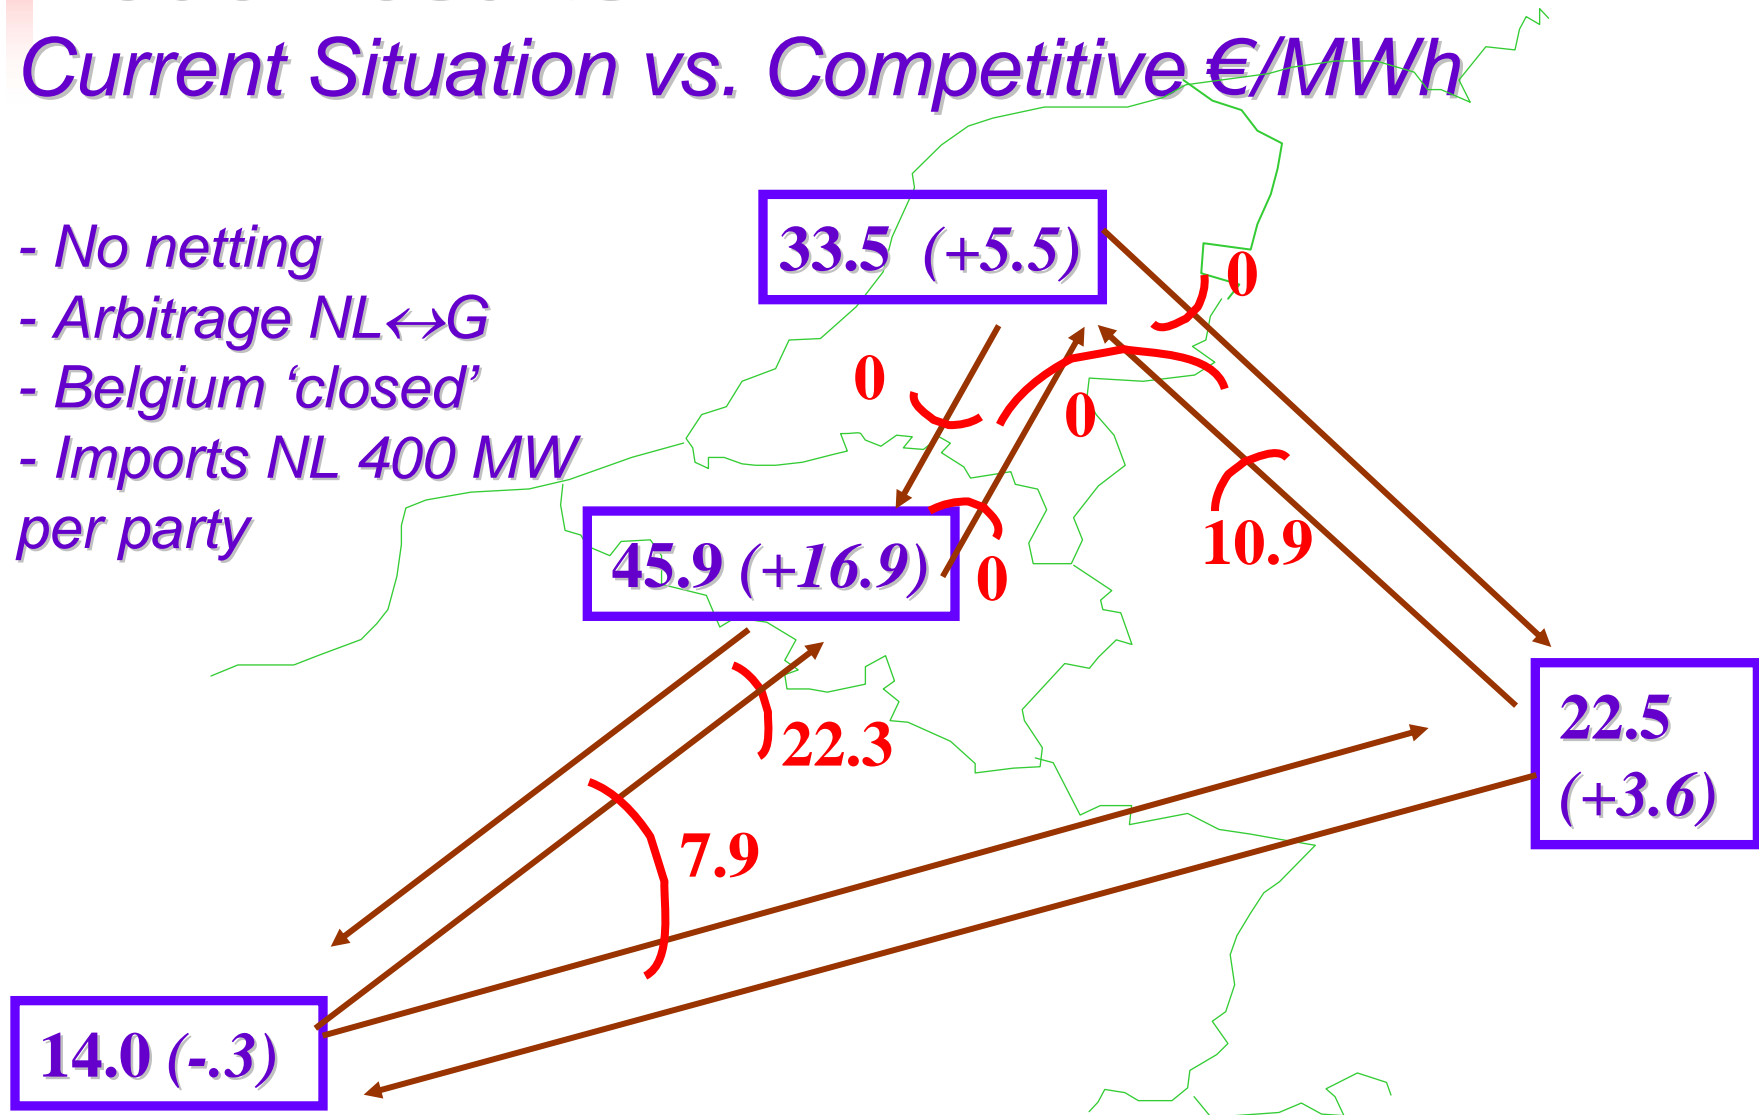 Current Situation vs. Competitive €/MWh
- No netting
- Arbitrage NL↔G
- Belgium ‘closed’
- Imports NL 400 MW
per party
33.5 (+5.5)
0
0
0
10.9
45.9 (+16.9)
0
22.3
22.5
(+3.6)
7.9
14.0 (-.3)